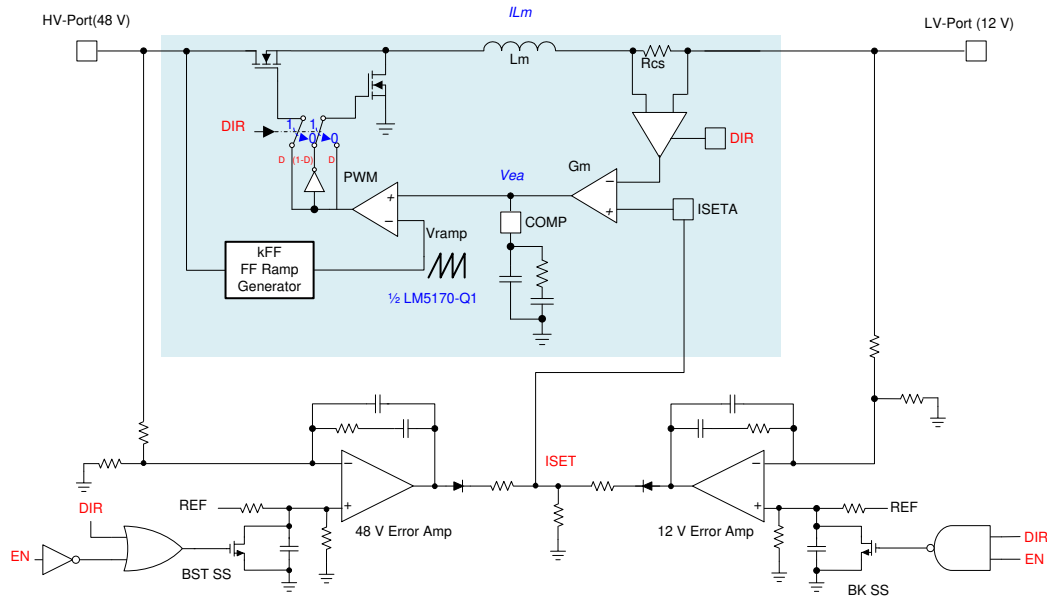 HV-Port(48 V)
ILm
LV-Port (12 V)
Lm
Rcs
DIR
1
1
0
0
DIR
D
(1-D)
D
PWM
Vea
Gm
ISETA
COMP
kFF
FF Ramp
Generator
Vramp
½ LM5170-Q1
ISET
REF
48 V Error Amp
12 V Error Amp
REF
DIR
EN
BST SS
DIR
EN
BK SS